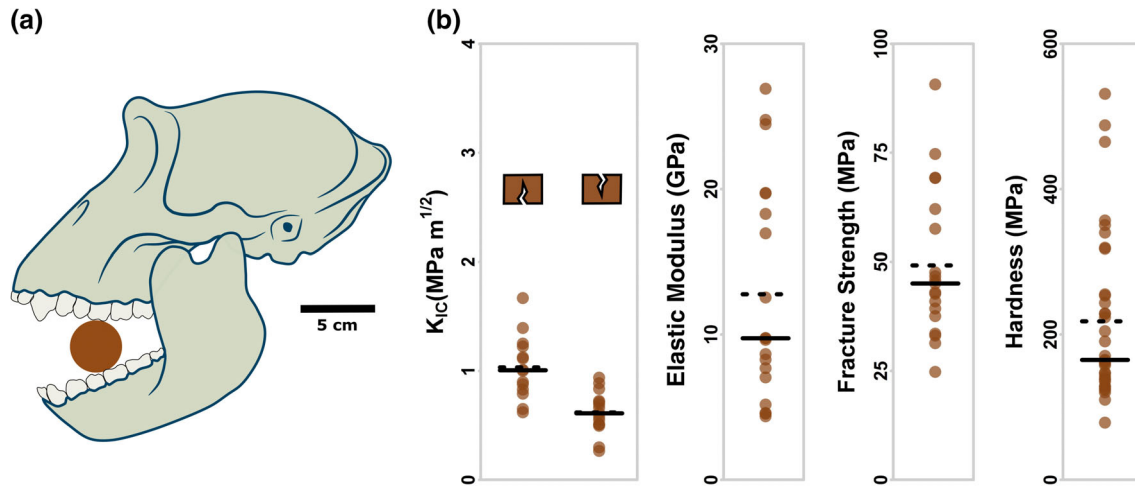 (a)
5 cm
(b)
K_IC(MPa m^1/2)
4
3
2
1
0
Elastic Modulus (GPa)
30
20
10
0
Fracture Strength (MPa)
100
75
50
25
0
Hardness (MPa)
600
400
200
0